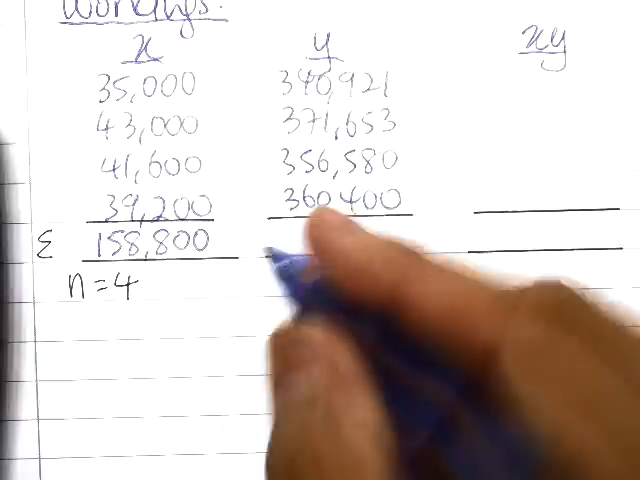 Workings:
x y xy
35,000 340,921
43,000 371,653
41,600 356,580
39,200 360,400
Σ 158,800
n = 4